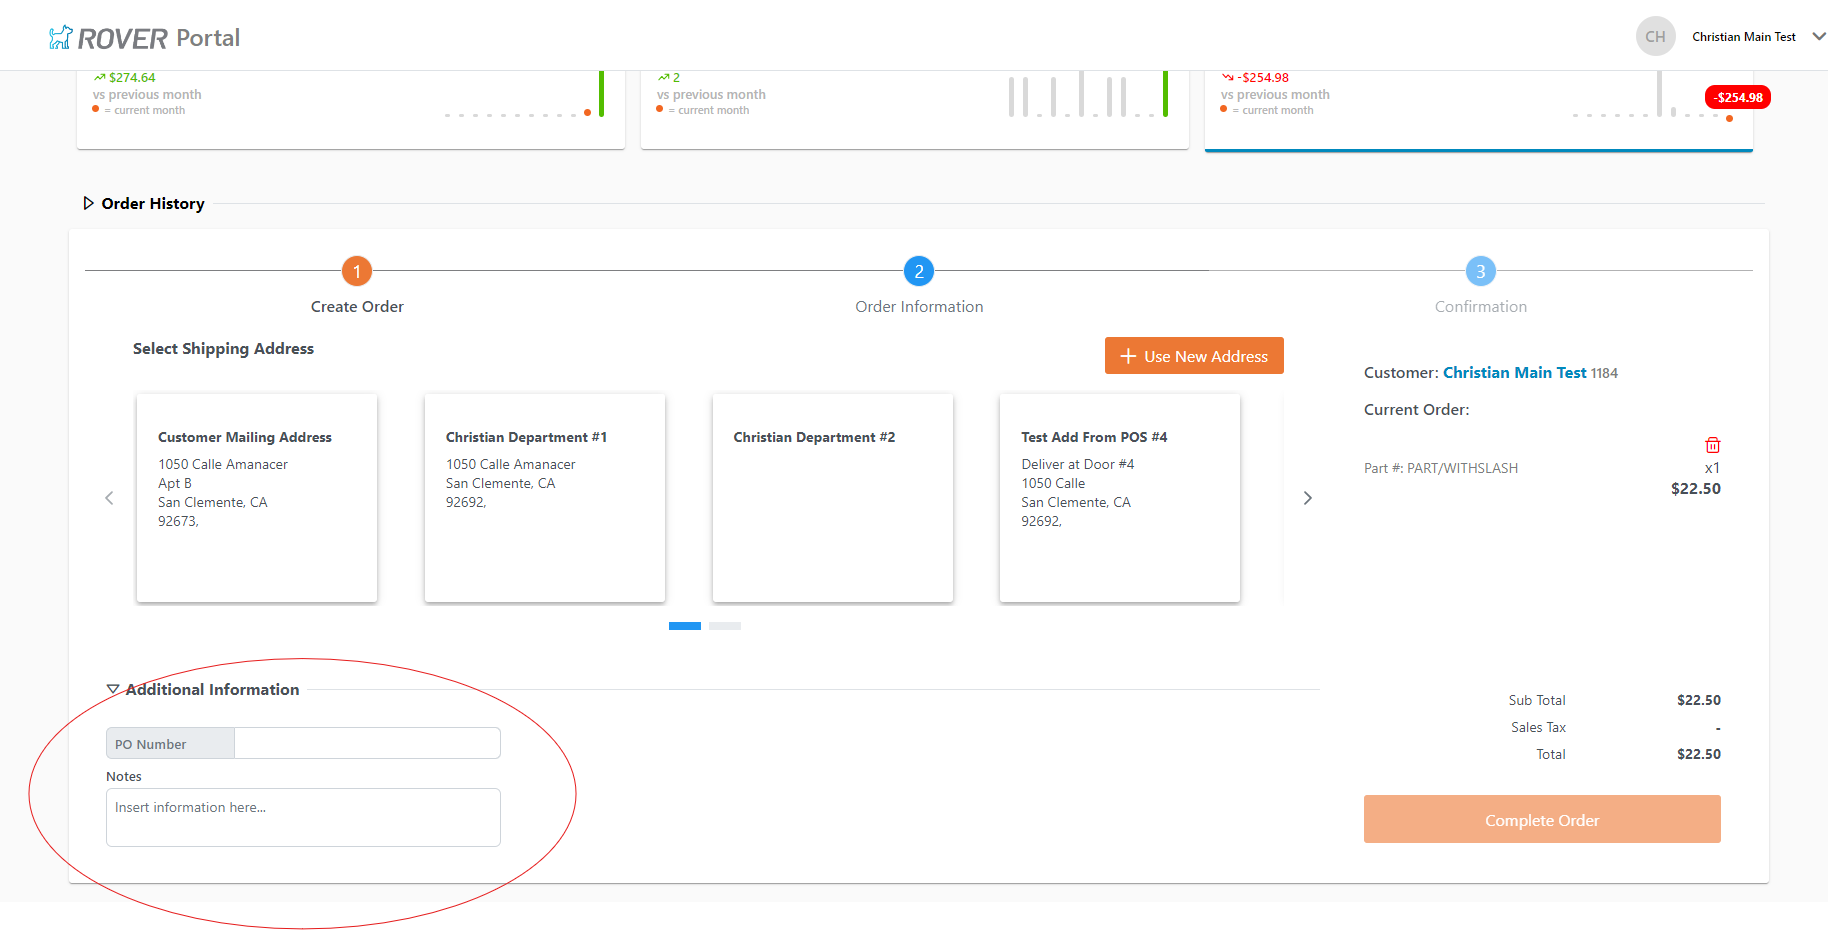 ROVER Portal
CH
Christian Main Test
$274.64
vs previous month
= current month
2
vs previous month
= current month
-$254.98
vs previous month
= current month
-$254.98
Order History
1
Create Order
2
Order Information
3
Confirmation
Select Shipping Address
Use New Address
Customer Mailing Address
1050 Calle Amanacer
Apt B
San Clemente, CA
92673,
Christian Department #1
1050 Calle Amanacer
San Clemente, CA
92692,
Christian Department #2
Test Add From POS #4
Deliver at Door #4
1050 Calle
San Clemente, CA
92692,
Customer: Christian Main Test 1184
Current Order:
Part #: PART/WITHSLASH
x1
$22.50
Additional Information
PO Number
Notes
Insert information here...
Sub Total $22.50
Sales Tax -
Total $22.50
Complete Order